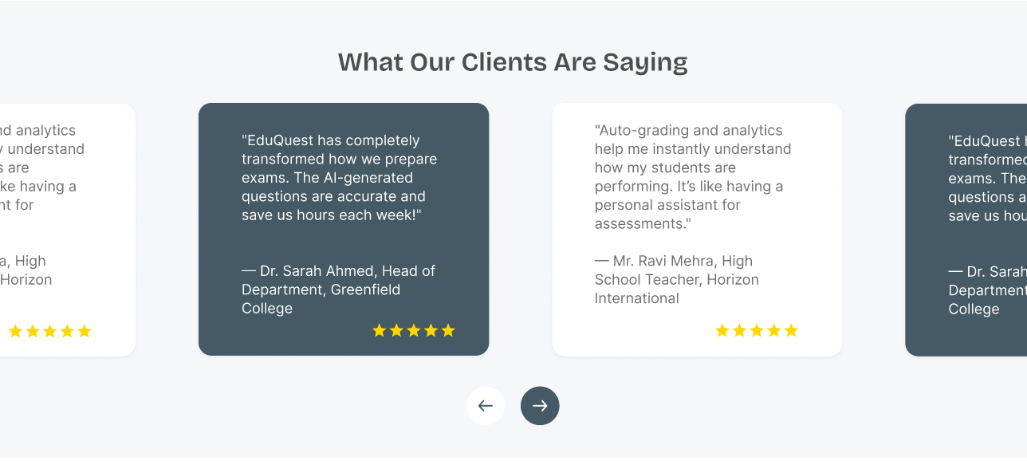 What Our Clients Are Saying
nd analytics
understand
s are
ke having a
nt for
a, High
Horizon
"EduQuest has completely
transformed how we prepare
exams. The AI-generated
questions are accurate and
save us hours each week!"
— Dr. Sarah Ahmed, Head of
Department, Greenfield
College
"Auto-grading and analytics
help me instantly understand
how my students are
performing. It’s like having a
personal assistant for
assessments."
— Mr. Ravi Mehra, High
School Teacher, Horizon
International
"EduQuest
transformed
exams. The
questions a
save us hou
— Dr. Sarah
Department
College